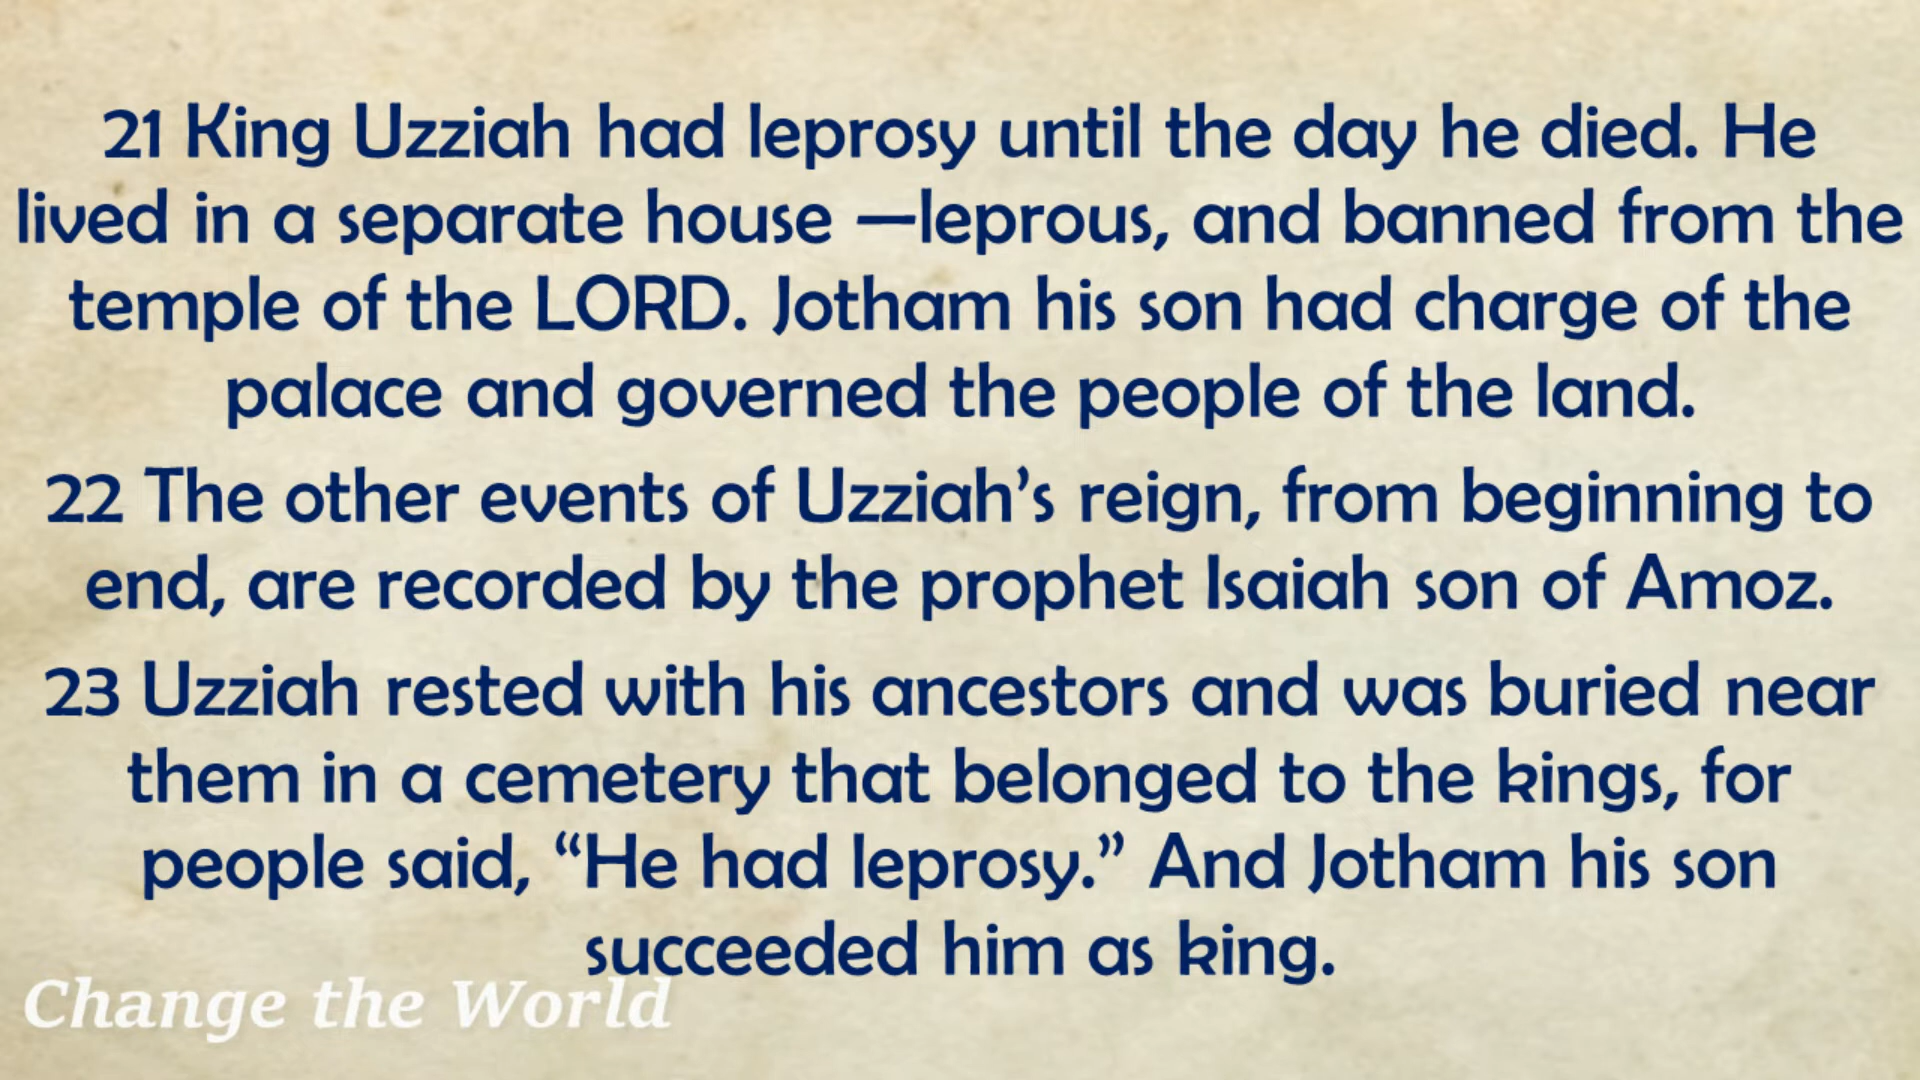 21 King Uzziah had leprosy until the day he died. He
lived in a separate house —leprous, and banned from the
temple of the LORD. Jotham his son had charge of the
palace and governed the people of the land.
22 The other events of Uzziah’s reign, from beginning to
end, are recorded by the prophet Isaiah son of Amoz.
23 Uzziah rested with his ancestors and was buried near
them in a cemetery that belonged to the kings, for
people said, “He had leprosy.” And Jotham his son
succeeded him as king.
Change the World